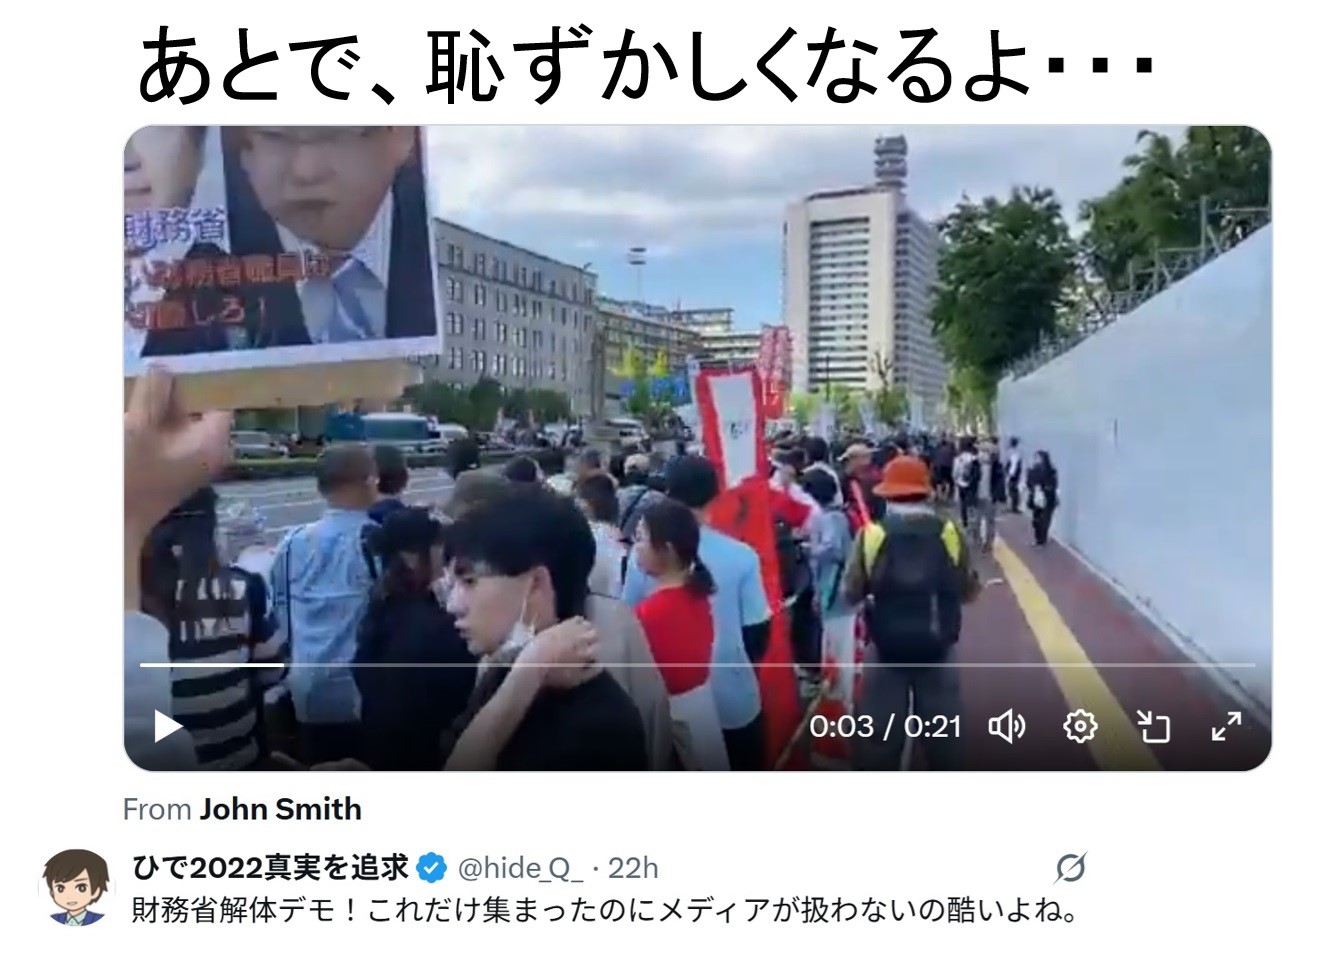 あとで、恥ずかしくなるよ・・・
財務省
0:03 / 0:21
From John Smith
ひで2022真実を追求 @hide_Q_ · 22h
財務省解体デモ！これだけ集まったのにメディアが扱わないの酷いよね。